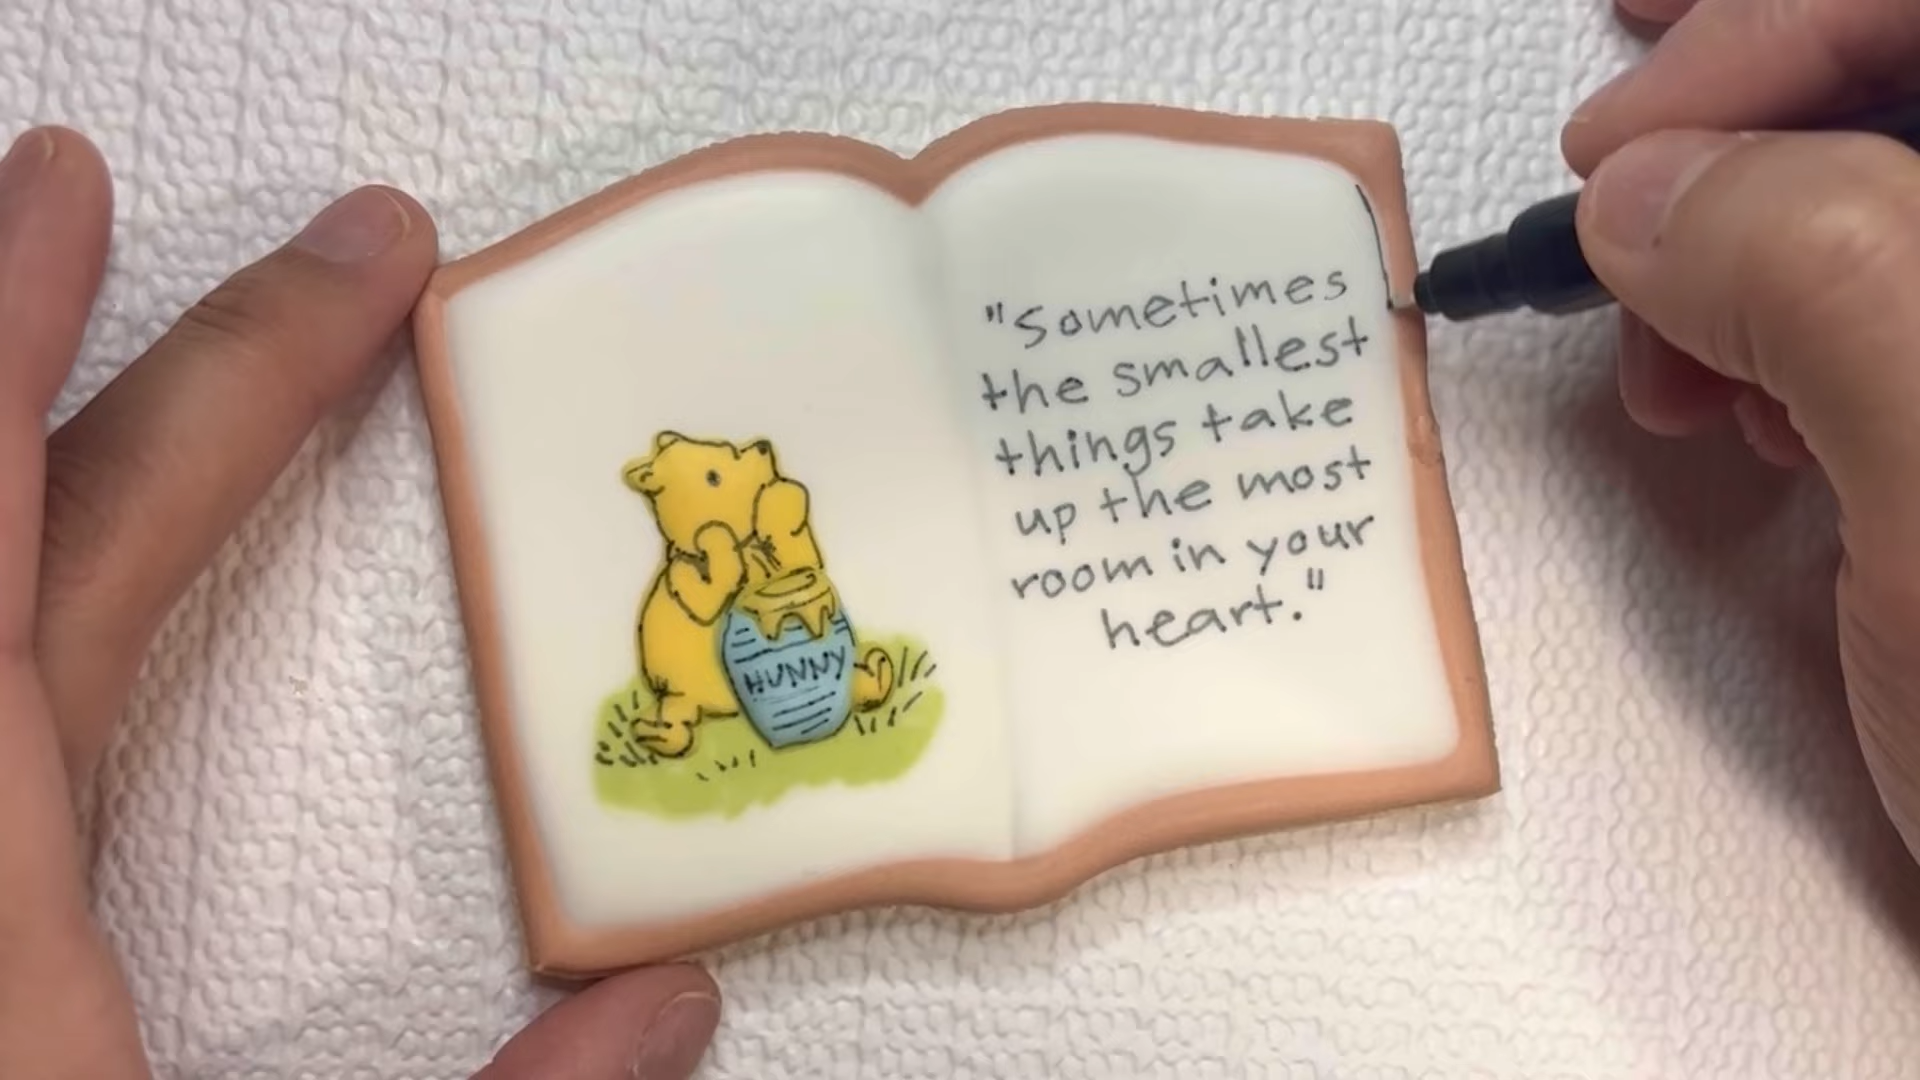 HUNNY
"Sometimes
the smallest
things take
up the most
room in your
heart."